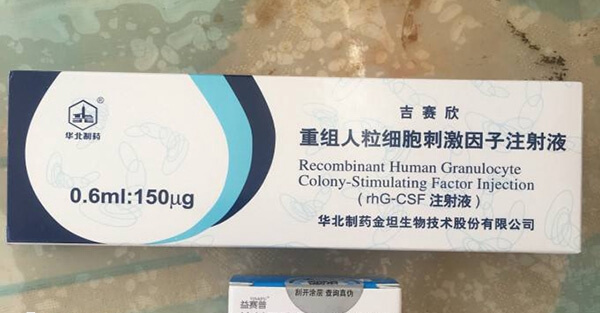 吉赛欣
重组人粒细胞刺激因子注射液
Recombinant Human Granulocyte
Colony-Stimulating Factor Injection
(rhG-CSF 注射液)
华北制药金坦生物技术股份有限公司
®
华北制药
0.6ml:150μg
益赛普
刮开涂层 查询真伪